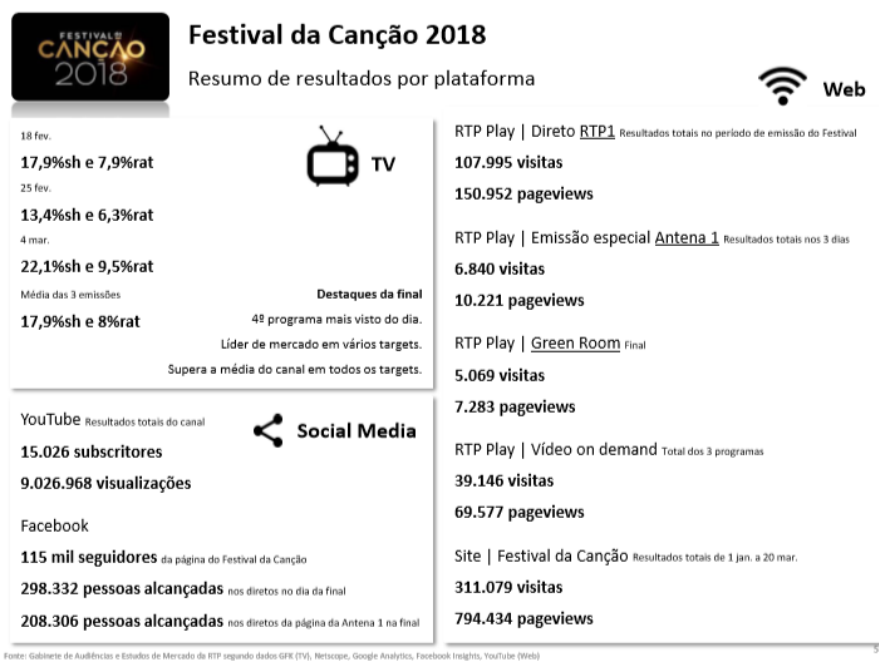 FESTIVAL DA
CANÇÃO
2018
Festival da Canção 2018
Resumo de resultados por plataforma
Web
TV
18 fev.
17,9%sh e 7,9%rat
25 fev.
13,4%sh e 6,3%rat
4 mar.
22,1%sh e 9,5%rat
Média das 3 emissões
17,9%sh e 8%rat
Destaques da final
4º programa mais visto do dia.
Líder de mercado em vários targets.
Supera a média do canal em todos os targets.
Social Media
YouTube Resultados totais do canal
15.026 subscritores
9.026.968 visualizações
Facebook
115 mil seguidores da página do Festival da Canção
298.332 pessoas alcançadas nos diretos no dia da final
208.306 pessoas alcançadas nos diretos da página da Antena 1 na final
RTP Play | Direto RTP1 Resultados totais no período de emissão do Festival
107.995 visitas
150.952 pageviews
RTP Play | Emissão especial Antena 1 Resultados totais nos 3 dias
6.840 visitas
10.221 pageviews
RTP Play | Green Room Final
5.069 visitas
7.283 pageviews
RTP Play | Vídeo on demand Total dos 3 programas
39.146 visitas
69.577 pageviews
Site | Festival da Canção Resultados totais de 1 jan. a 20 mar.
311.079 visitas
794.434 pageviews
Fonte: Gabinete de Audiências e Estudos de Mercado da RTP segundo dados GFK (TV), Netscope, Google Analytics, Facebook Insights, YouTube (Web)
5